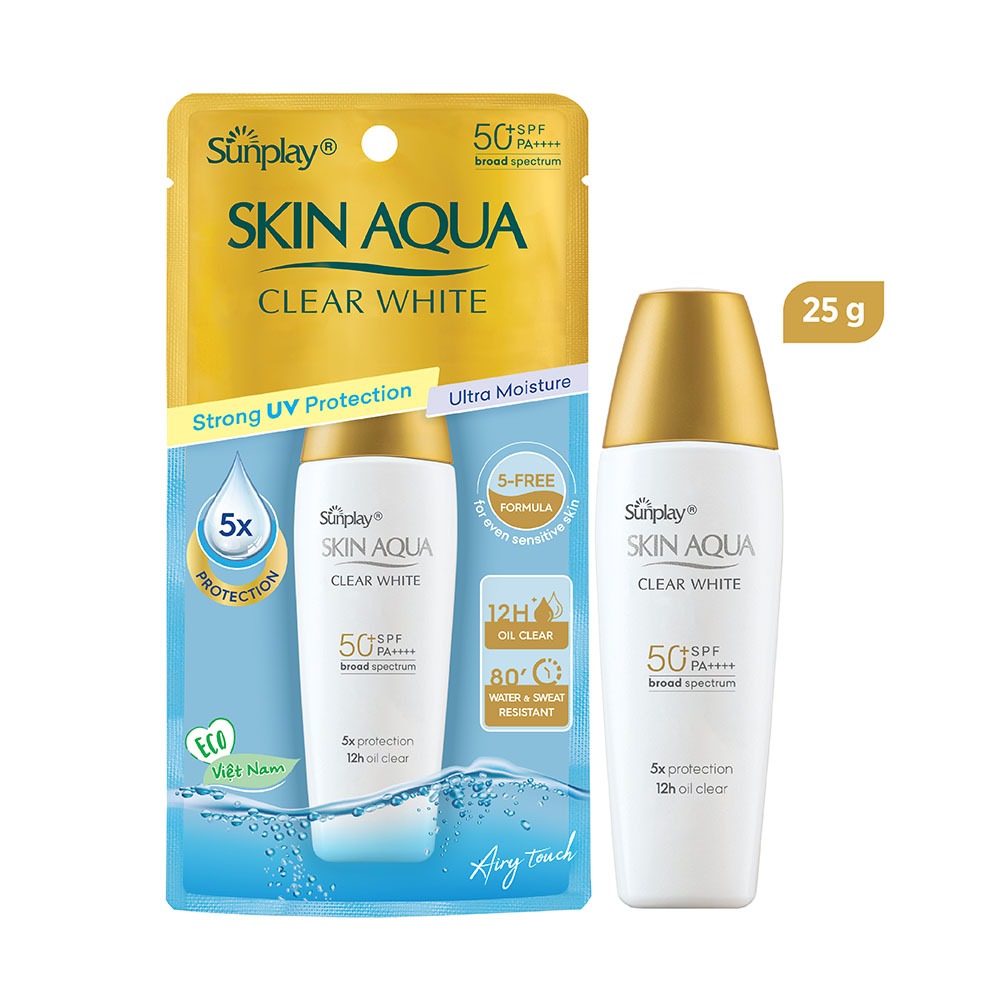 Sunplay®
50+ SPF
PA++++
broad spectrum
SKIN AQUA
CLEAR WHITE
Strong UV Protection
Ultra Moisture
5x
PROTECTION
5-FREE
FORMULA
for even sensitive skin
12H
OIL CLEAR
80'
WATER & SWEAT
RESISTANT
Sunplay®
SKIN AQUA
CLEAR WHITE
50+ SPF
PA++++
broad spectrum
5x protection
12h oil clear
ECO
Việt Nam
Airy touch
25 g
Sunplay®
SKIN AQUA
CLEAR WHITE
50+ SPF
PA++++
broad spectrum
5x protection
12h oil clear